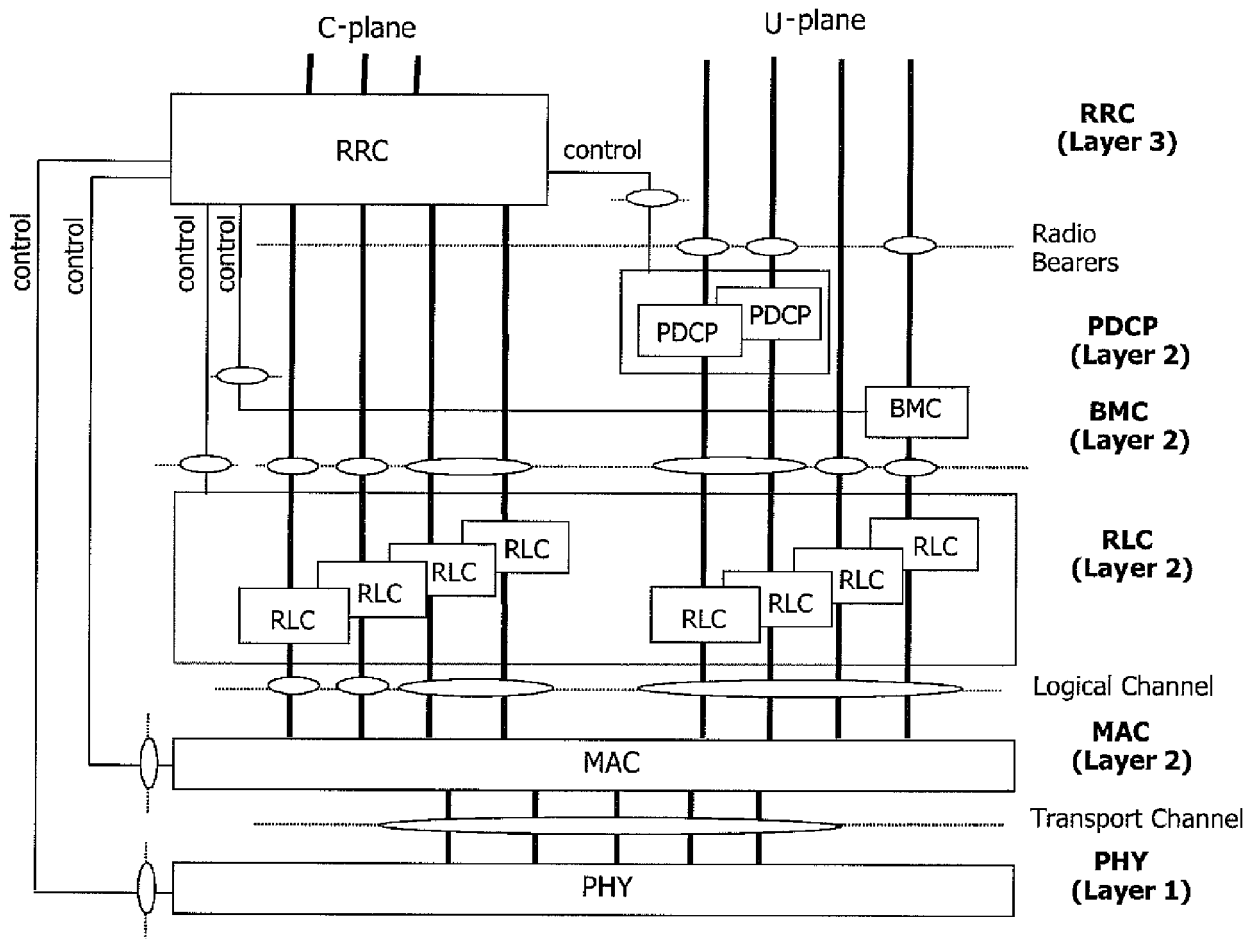 C-plane
U-plane
RRC
control
RRC
(Layer 3)
control
control
control
control
Radio
Bearers
PDCP
PDCP
PDCP
(Layer 2)
BMC
BMC
(Layer 2)
RLC
RLC
RLC
RLC
RLC
RLC
RLC
RLC
RLC
(Layer 2)
Logical Channel
MAC
MAC
(Layer 2)
Transport Channel
PHY
PHY
(Layer 1)